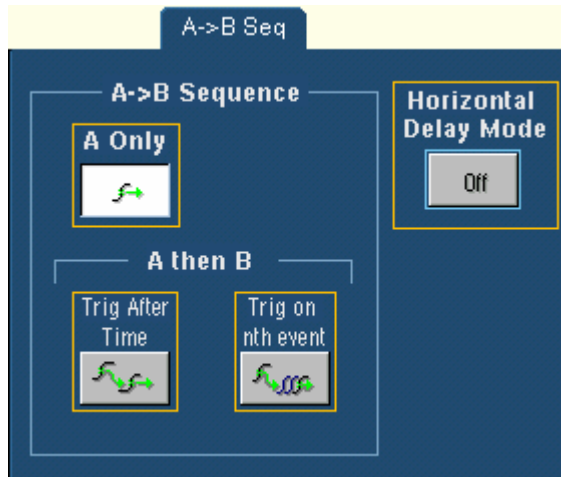 A->B Seq
A->B Sequence
A Only
A then B
Trig After
Time
Trig on
nth event
Horizontal
Delay Mode
Off